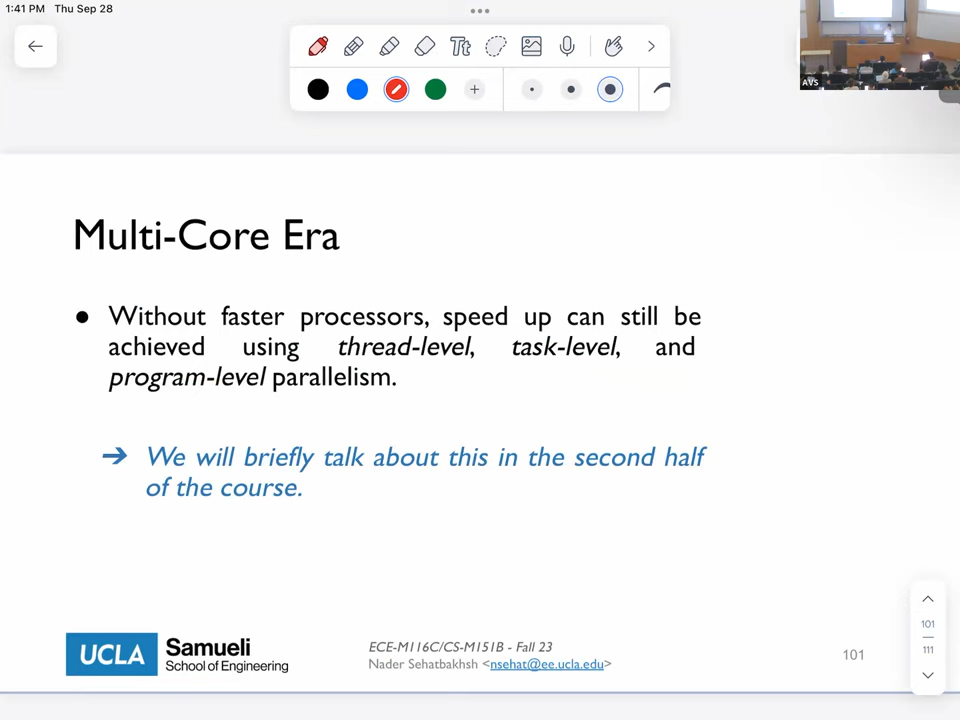 1:41 PM Thu Sep 28
Tt
AVS
Multi-Core Era
● Without faster processors, speed up can still be
achieved using thread-level, task-level, and
program-level parallelism.
➔ We will briefly talk about this in the second half
of the course.
UCLA Samueli
School of Engineering
ECE-M116C/CS-M151B - Fall 23
Nader Sehatbakhsh <nsehat@ee.ucla.edu>
101
101
111